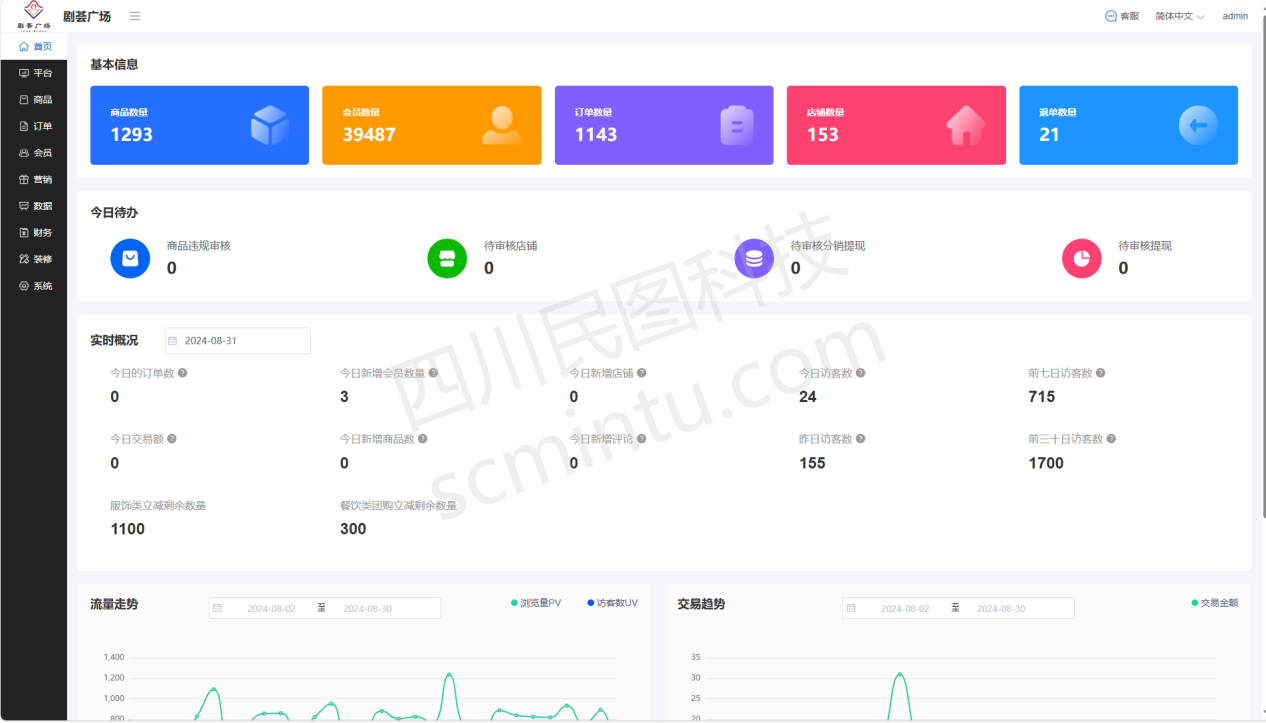 剧荟广场
剧荟广场
客服 简体中文 admin
首页
平台
商品
订单
会员
营销
数据
财务
装修
系统
基本信息
商品数量
1293
会员数量
39487
订单数量
1143
店铺数量
153
退单数量
21
今日待办
商品违规审核
0
待审核店铺
0
待审核分销提现
0
待审核提现
0
实时概况 2024-08-31
今日的订单数 今日新增会员数量 今日新增店铺 今日访客数 前七日访客数
0 3 0 24 715
今日交易额 今日新增商品数 今日新增评论 昨日访客数 前三十日访客数
0 0 0 155 1700
服饰类立减剩余数量 餐饮类团购立减剩余数量
1100 300
四川民图科技
scmintu.com
流量走势 2024-08-02 至 2024-08-30 浏览量PV 访客数UV
1,400
1,200
1,000
800
交易趋势 2024-08-02 至 2024-08-30 交易金额
35
30
25
20